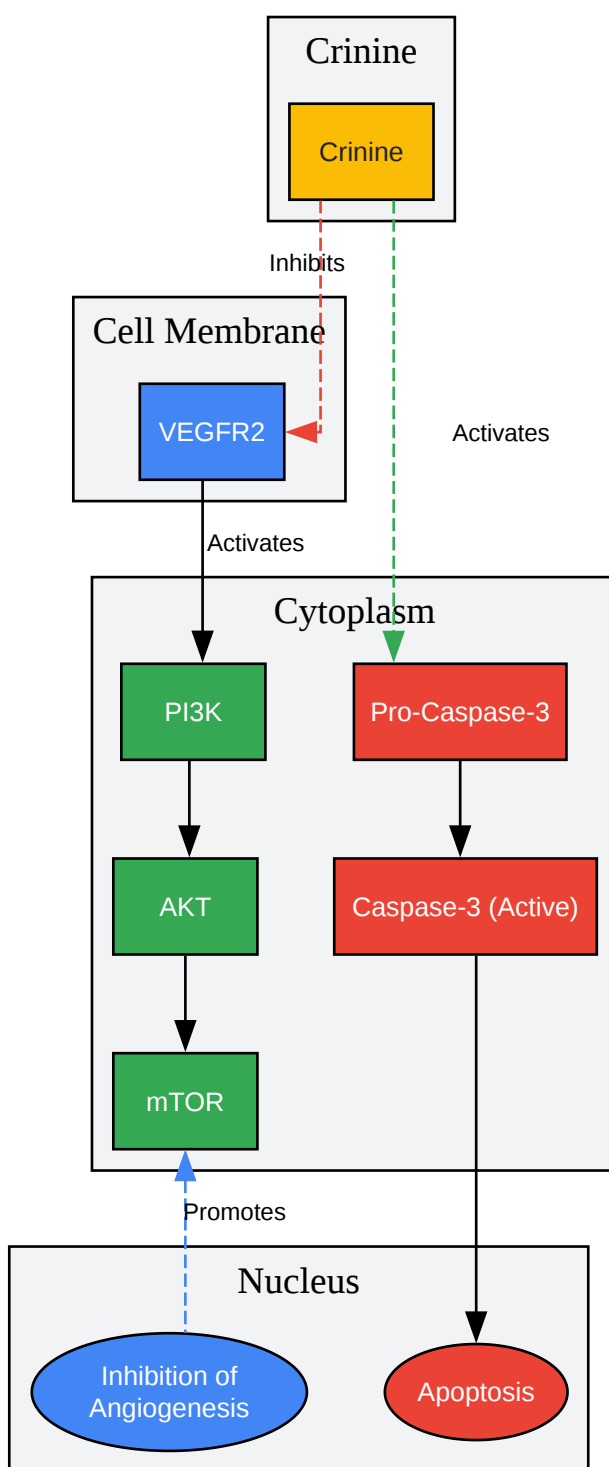 Crinine
Crinine
Inhibits
Cell Membrane
VEGFR2
Activates
Activates
Cytoplasm
PI3K
Pro-Caspase-3
AKT
Caspase-3 (Active)
mTOR
Promotes
Nucleus
Inhibition of
Angiogenesis
Apoptosis